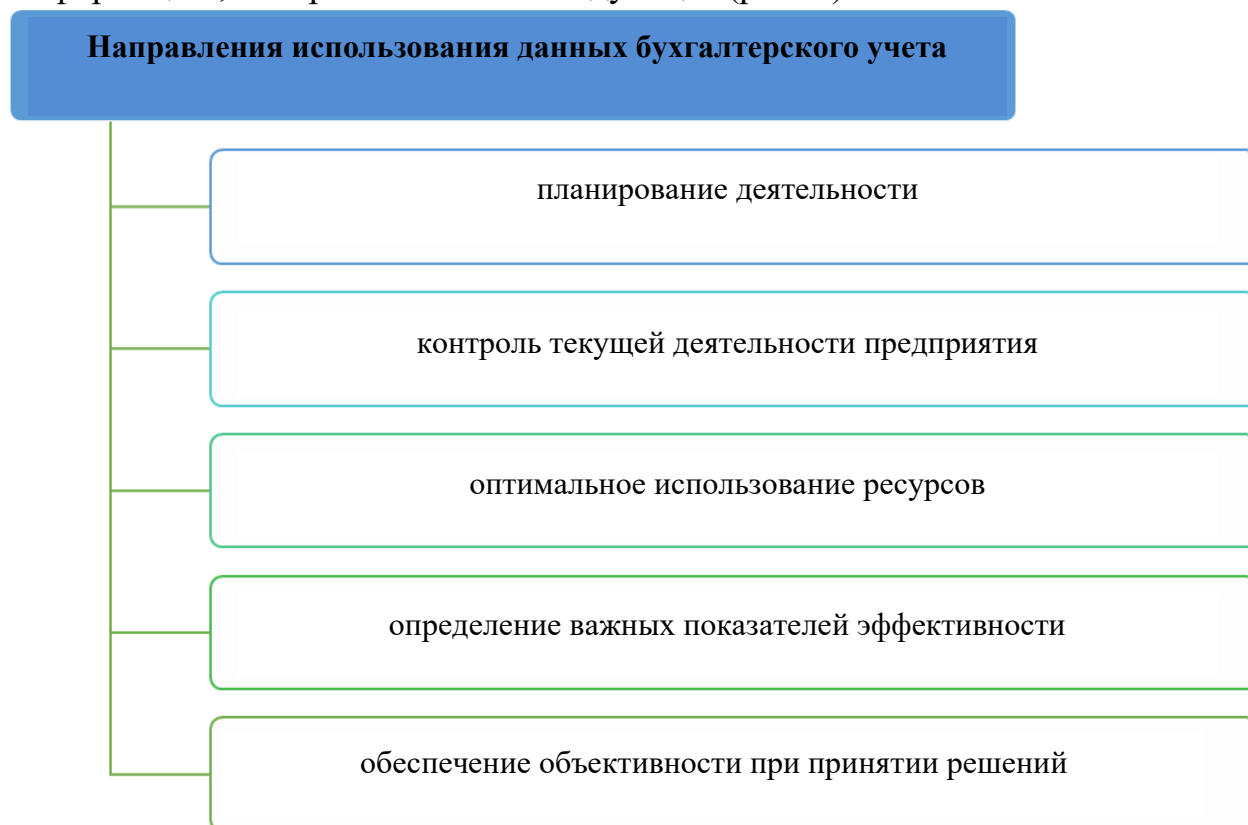 Направления использования данных бухгалтерского учета
планирование деятельности
контроль текущей деятельности предприятия
оптимальное использование ресурсов
определение важных показателей эффективности
обеспечение объективности при принятии решений